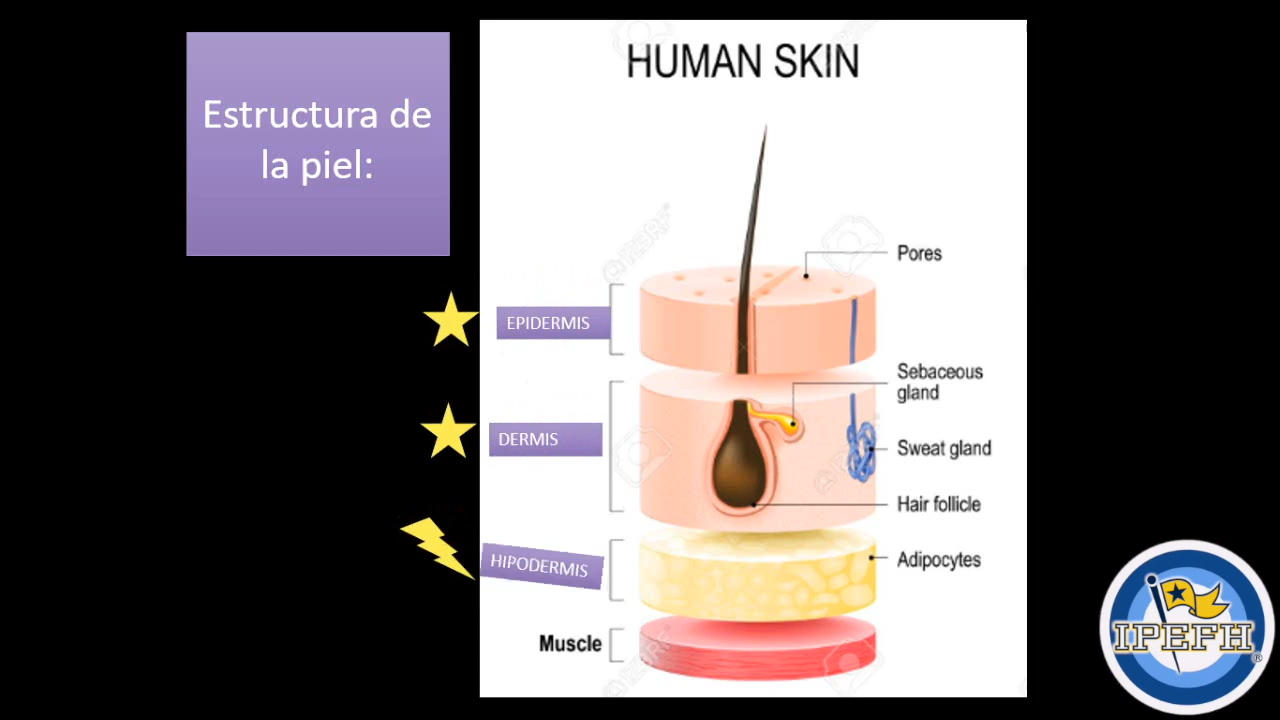 Estructura de
la piel:
HUMAN SKIN
Pores
EPIDERMIS
Sebaceous
gland
DERMIS
Sweat gland
Hair follicle
HIPODERMIS
Adipocytes
Muscle
IPEFH
®
123RF®